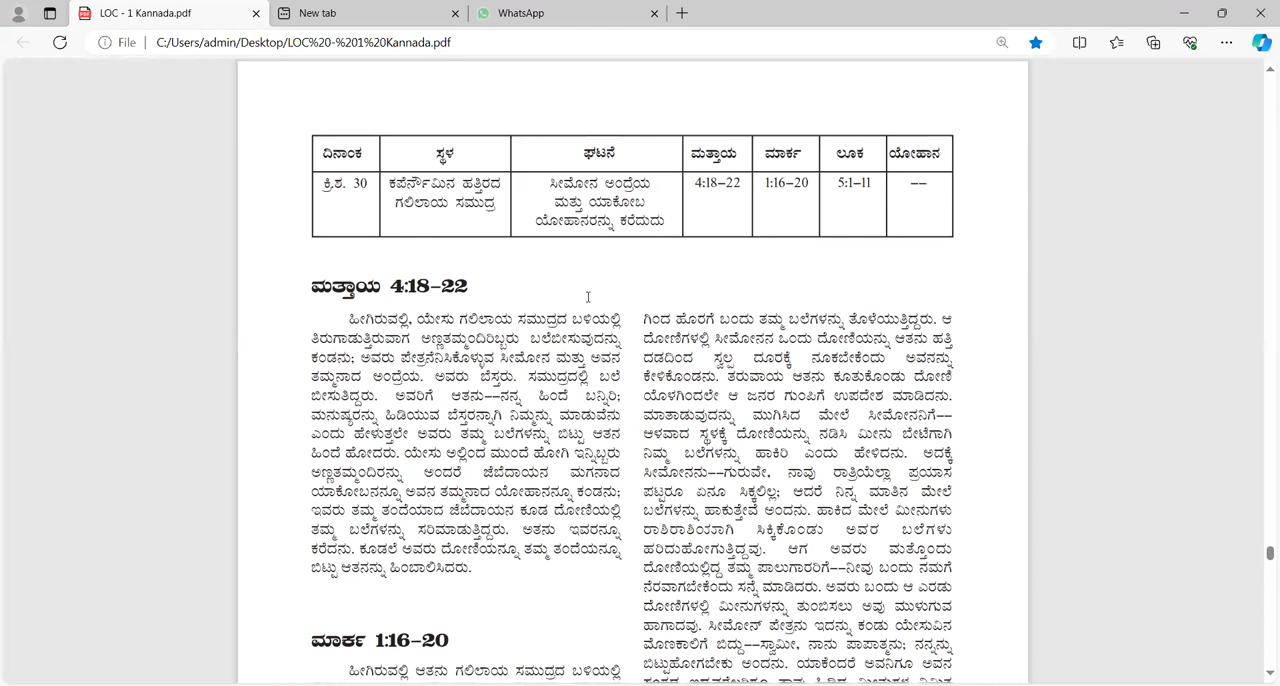 LOC - 1 Kannada.pdf
New tab
WhatsApp
File
C:/Users/admin/Desktop/LOC%20-%201%20Kannada.pdf
ದಿನಾಂಕ ಸ್ಥಳ ಘಟನೆ ಮತ್ತಾಯ ಮಾರ್ಕ ಲೂಕ ಯೋಹಾನ
ಕ್ರಿ.ಶ. 30 ಕಪೆರ್ನೌಮಿನ ಹತ್ತಿರದ ಸೀಮೋನ ಅಂದ್ರೆಯ 4:18–22 1:16–20 5:1–11 ––
ಗಲಿಲಾಯ ಸಮುದ್ರ ಮತ್ತು ಯಾಕೋಬ
ಯೋಹಾನರನ್ನು ಕರೆದುದು
ಮತ್ತಾಯ 4:18–22
ಹೀಗಿರುವಲ್ಲಿ, ಯೇಸು ಗಲಿಲಾಯ ಸಮುದ್ರದ ಬಳಿಯಲ್ಲಿ
ತಿರುಗಾಡುತ್ತಿರುವಾಗ ಅಣ್ಣತಮ್ಮಂದಿರಿಬ್ಬರು ಬಲೆಬೀಸುವುದನ್ನು
ಕಂಡನು; ಅವರು ಪೇತ್ರನೆನಿಸಿಕೊಳ್ಳುವ ಸೀಮೋನ ಮತ್ತು ಅವನ
ತಮ್ಮನಾದ ಅಂದ್ರೆಯ. ಅವರು ಬೆಸ್ತರು. ಸಮುದ್ರದಲ್ಲಿ ಬಲೆ
ಬೀಸುತಿದ್ದರು. ಅವರಿಗೆ ಆತನು––ನನ್ನ ಹಿಂದೆ ಬನ್ನಿರಿ;
ಮನುಷ್ಯರನ್ನು ಹಿಡಿಯುವ ಬೆಸ್ತರನ್ನಾಗಿ ನಿಮ್ಮನ್ನು ಮಾಡುವೆನು
ಎಂದು ಹೇಳುತ್ತಲೇ ಅವರು ತಮ್ಮ ಬಲೆಗಳನ್ನು ಬಿಟ್ಟು ಆತನ
ಹಿಂದೆ ಹೋದರು. ಯೇಸು ಅಲ್ಲಿಂದ ಮುಂದೆ ಹೋಗಿ ಇನ್ನಿಬ್ಬರು
ಅಣ್ಣತಮ್ಮಂದಿರನ್ನು ಅಂದರೆ ಜೆಬೆದಾಯನ ಮಗನಾದ
ಯಾಕೋಬನನ್ನೂ ಅವನ ತಮ್ಮನಾದ ಯೋಹಾನನ್ನೂ ಕಂಡನು;
ಇವರು ತಮ್ಮ ತಂದೆಯಾದ ಜೆಬೆದಾಯನ ಕೂಡ ದೋಣಿಯಲ್ಲಿ
ತಮ್ಮ ಬಲೆಗಳನ್ನು ಸರಿಮಾಡುತ್ತಿದ್ದರು. ಆತನು ಇವರನ್ನೂ
ಕರೆದನು. ಕೂಡಲೆ ಅವರು ದೋಣಿಯನ್ನೂ ತಮ್ಮ ತಂದೆಯನ್ನೂ
ಬಿಟ್ಟು ಆತನನ್ನು ಹಿಂಬಾಲಿಸಿದರು.
ಮಾರ್ಕ 1:16–20
ಹೀಗಿರುವಲ್ಲಿ ಆತನು ಗಲಿಲಾಯ ಸಮುದ್ರದ ಬಳಿಯಲ್ಲಿ
ಗಿಂದ ಹೊರಗೆ ಬಂದು ತಮ್ಮ ಬಲೆಗಳನ್ನು ತೊಳೆಯುತ್ತಿದ್ದರು. ಆ
ದೋಣಿಗಳಲ್ಲಿ ಸೀಮೋನನ ಒಂದು ದೋಣಿಯನ್ನು ಆತನು ಹತ್ತಿ
ದಡದಿಂದ ಸ್ವಲ್ಪ ದೂರಕ್ಕೆ ನೂಕಬೇಕೆಂದು ಅವನನ್ನು
ಕೇಳಿಕೊಂಡನು. ತರುವಾಯ ಆತನು ಕೂತುಕೊಂಡು ದೋಣಿ
ಯೊಳಗಿಂದಲೇ ಆ ಜನರ ಗುಂಪಿಗೆ ಉಪದೇಶ ಮಾಡಿದನು.
ಮಾತಾಡುವುದನ್ನು ಮುಗಿಸಿದ ಮೇಲೆ ಸೀಮೋನನಿಗೆ––
ಆಳವಾದ ಸ್ಥಳಕ್ಕೆ ದೋಣಿಯನ್ನು ನಡಿಸಿ ಮೀನು ಬೇಟೆಗಾಗಿ
ನಿಮ್ಮ ಬಲೆಗಳನ್ನು ಹಾಕಿರಿ ಎಂದು ಹೇಳಿದನು. ಅದಕ್ಕೆ
ಸೀಮೋನನು––ಗುರುವೇ, ನಾವು ರಾತ್ರಿಯೆಲ್ಲಾ ಪ್ರಯಾಸ
ಪಟ್ಟರೂ ಏನೂ ಸಿಕ್ಕಲಿಲ್ಲ; ಆದರೆ ನಿನ್ನ ಮಾತಿನ ಮೇಲೆ
ಬಲೆಗಳನ್ನು ಹಾಕುತ್ತೇವೆ ಅಂದನು. ಹಾಕಿದ ಮೇಲೆ ಮೀನುಗಳು
ರಾಶಿರಾಶಿಯಾಗಿ ಸಿಕ್ಕಿಕೊಂಡು ಅವರ ಬಲೆಗಳು
ಹರಿದುಹೋಗುತ್ತಿದ್ದವು. ಆಗ ಅವರು ಮತ್ತೊಂದು
ದೋಣಿಯಲ್ಲಿದ್ದ ತಮ್ಮ ಪಾಲುಗಾರರಿಗೆ––ನೀವು ಬಂದು ನಮಗೆ
ನೆರವಾಗಬೇಕೆಂದು ಸನ್ನೆ ಮಾಡಿದರು. ಅವರು ಬಂದು ಆ ಎರಡು
ದೋಣಿಗಳಲ್ಲಿ ಮೀನುಗಳನ್ನು ತುಂಬಿಸಲು ಅವು ಮುಳುಗುವ
ಹಾಗಾದವು. ಸೀಮೋನ್ ಪೇತ್ರನು ಇದನ್ನು ಕಂಡು ಯೇಸುವಿನ
ಮೊಣಕಾಲಿಗೆ ಬಿದ್ದು––ಸ್ವಾಮೀ, ನಾನು ಪಾಪಾತ್ಮನು; ನನ್ನನ್ನು
ಬಿಟ್ಟುಹೋಗಬೇಕು ಅಂದನು. ಯಾಕೆಂದರೆ ಅವನಿಗೂ ಅವನ